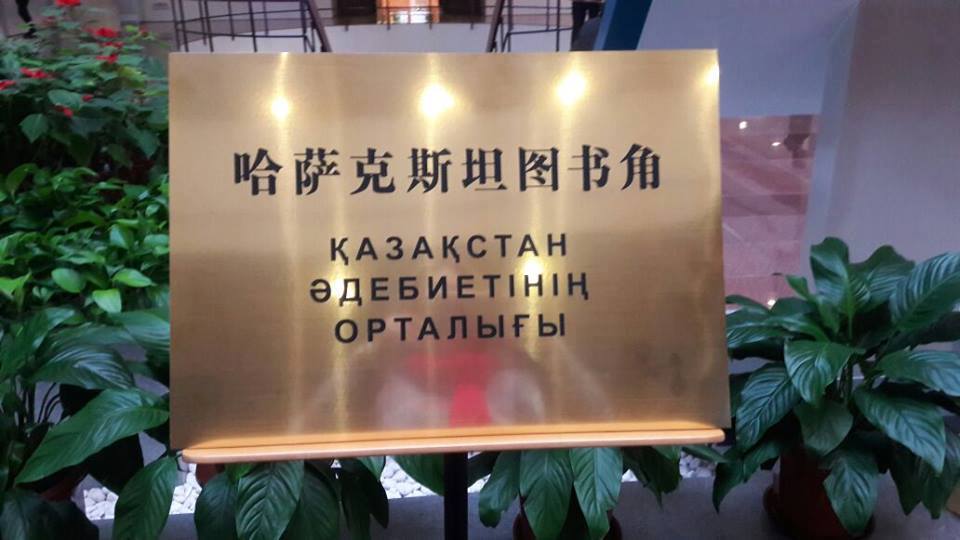 哈萨克斯坦图书角
ҚАЗАҚСТАН
ӘДЕБИЕТІНІҢ
ОРТАЛЫҒЫ